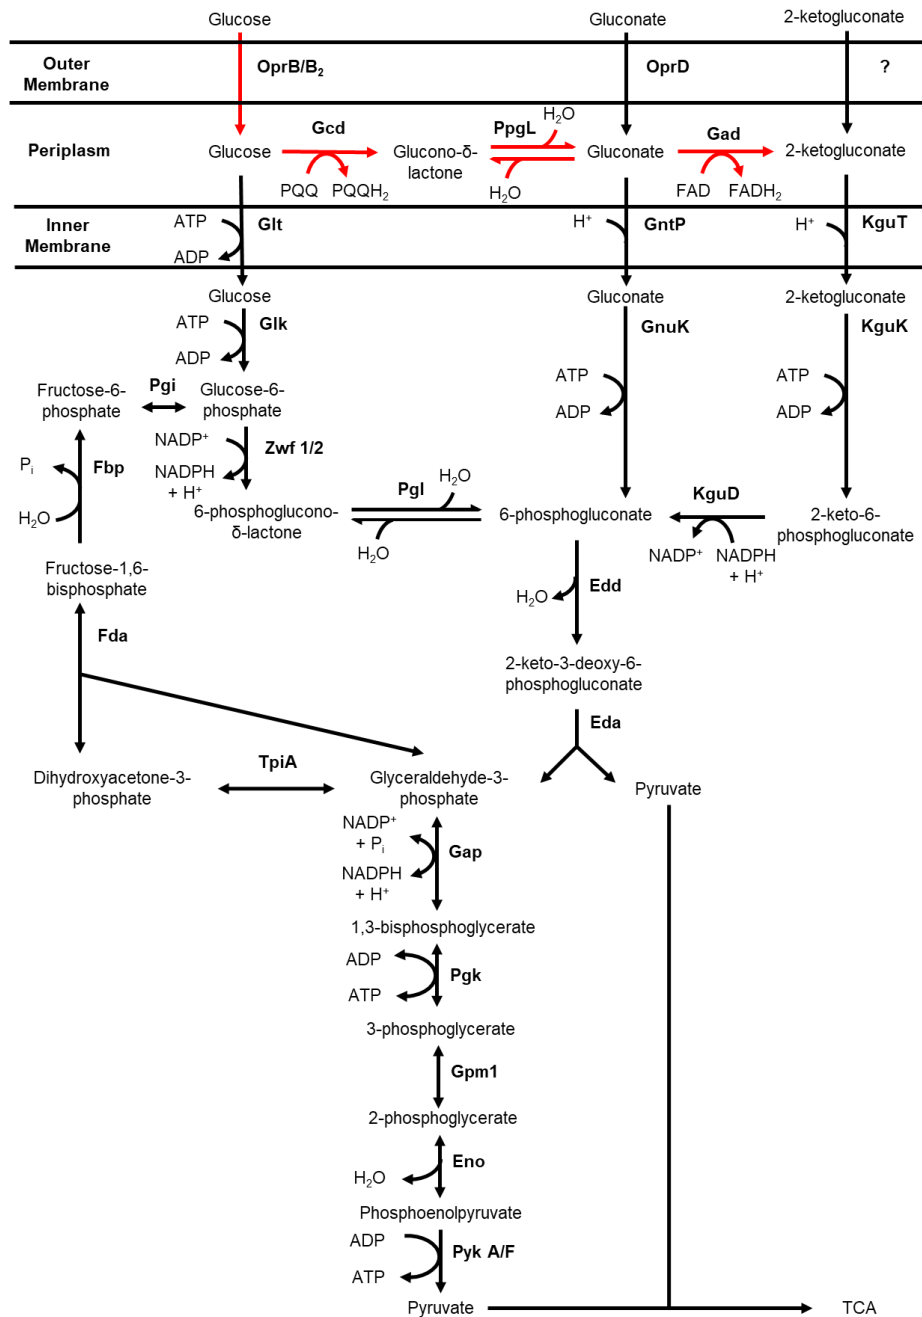 Glucose
Gluconate
2-ketogluconate
Outer
Membrane
OprB/B₂
OprD
?
Periplasm
Gcd
PpgL
H₂O
Gad
Glucose
Glucono-δ-
lactone
Gluconate
2-ketogluconate
PQQ
PQQH₂
H₂O
FAD
FADH₂
Inner
Membrane
ATP
ADP
Glt
H⁺
GntP
H⁺
KguT
Glucose
Gluconate
2-ketogluconate
ATP
ADP
Glk
GnuK
KguK
ATP
ADP
ATP
ADP
Fructose-6-
phosphate
Pgi
Glucose-6-
phosphate
NADP⁺
NADPH
+ H⁺
Zwf 1/2
Pᵢ
H₂O
Fbp
6-phosphoglucono-
δ-lactone
Pgl
H₂O
H₂O
6-phosphogluconate
KguD
NADP⁺
NADPH
+ H⁺
2-keto-6-
phosphogluconate
Fructose-1,6-
bisphosphate
H₂O
Edd
Fda
2-keto-3-deoxy-6-
phosphogluconate
Eda
Dihydroxyacetone-3-
phosphate
TpiA
Glyceraldehyde-3-
phosphate
Pyruvate
NADP⁺
+ Pᵢ
NADPH
+ H⁺
Gap
1,3-bisphosphoglycerate
ADP
ATP
Pgk
3-phosphoglycerate
Gpm1
2-phosphoglycerate
H₂O
Eno
Phosphoenolpyruvate
ADP
ATP
Pyk A/F
Pyruvate
TCA